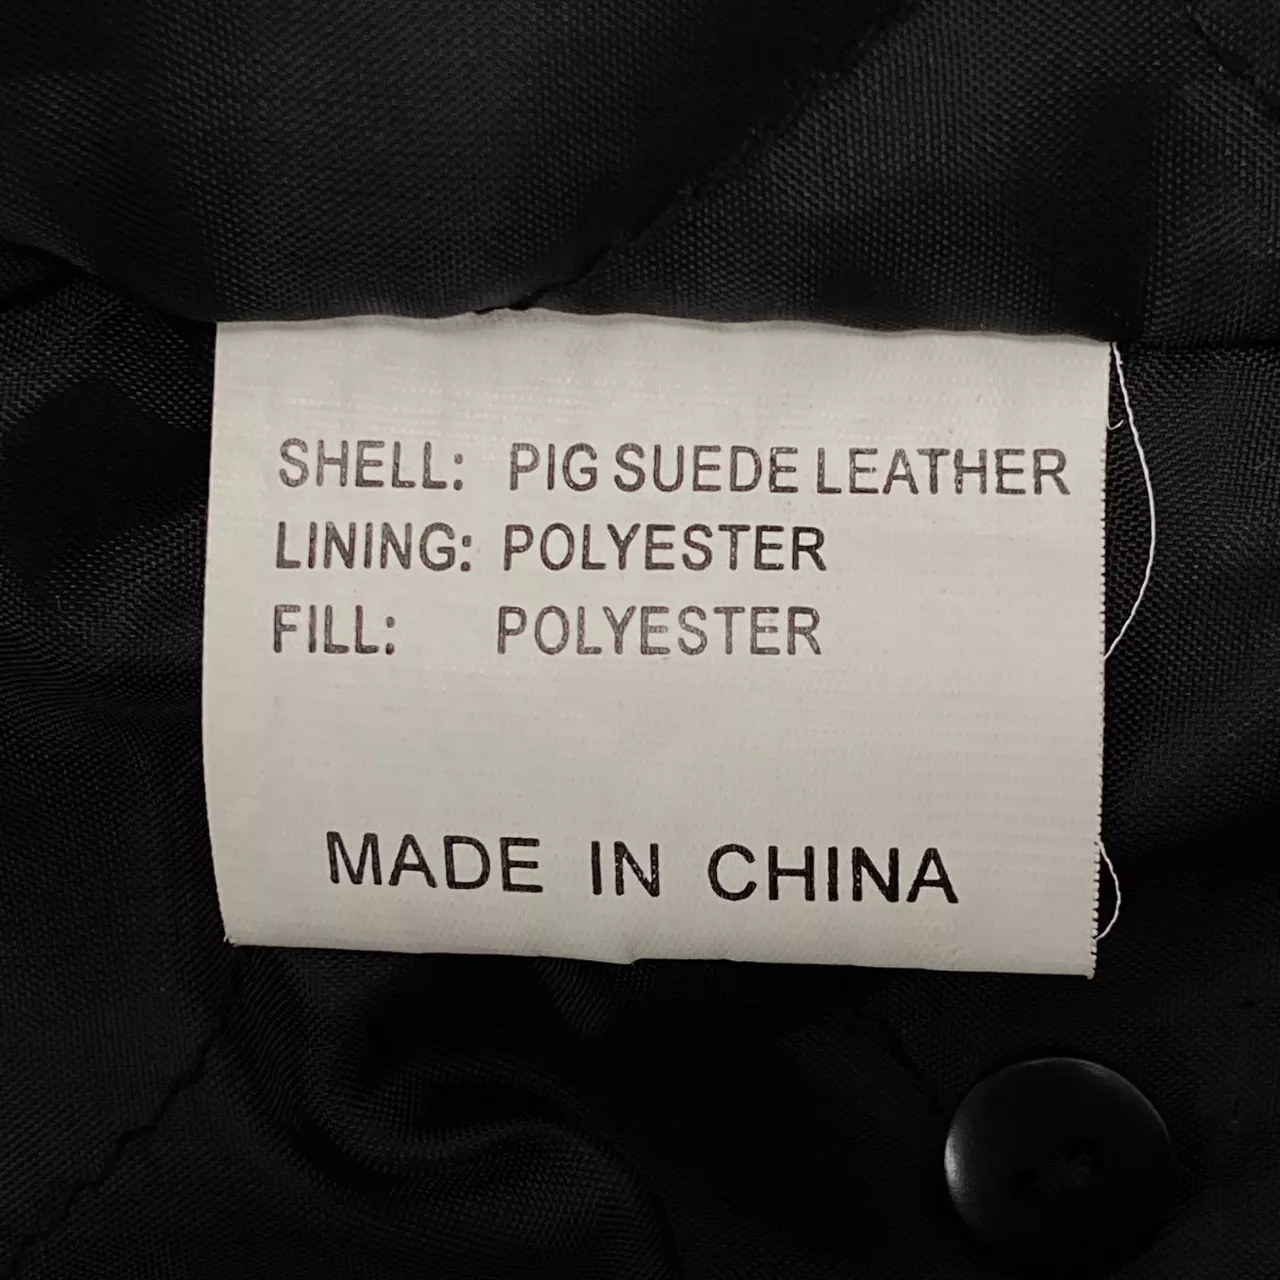 SHELL: PIG SUEDE LEATHER
LINING: POLYESTER
FILL: POLYESTER
MADE IN CHINA